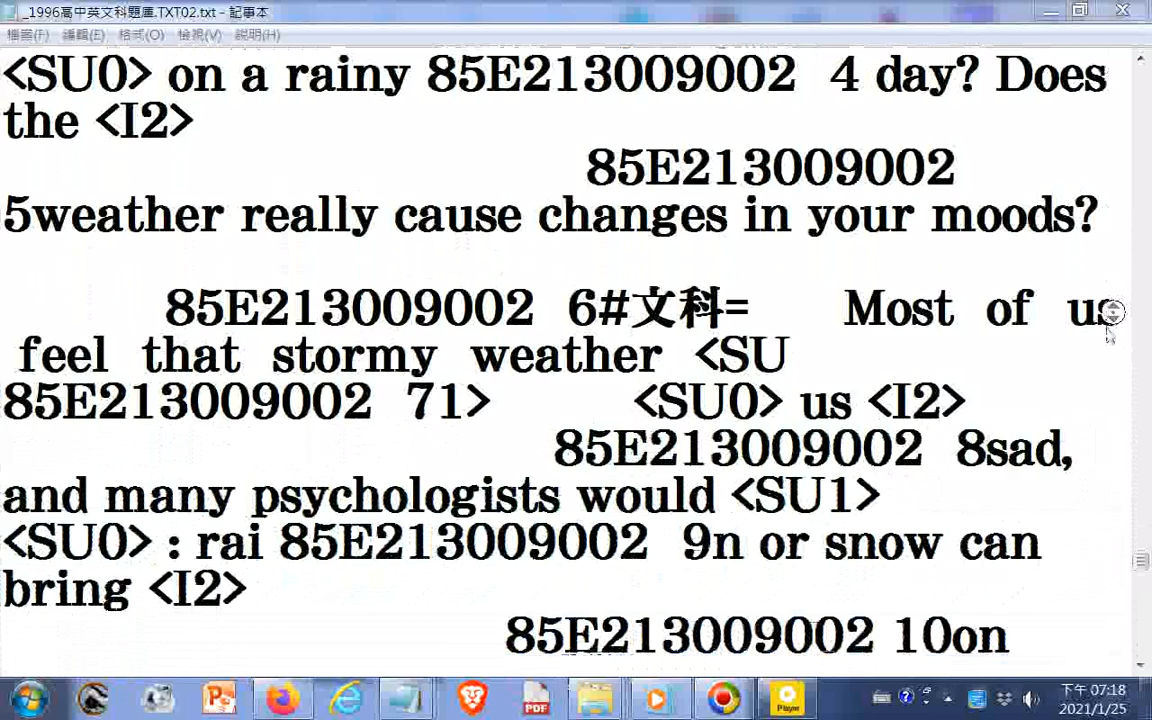 _1996高中英文科題庫.TXT02.txt - 記事本
檔案(F) 編輯(E) 格式(O) 檢視(V) 說明(H)
<SU0> on a rainy 85E213009002  4 day? Does
the <I2>
85E213009002
5weather really cause changes in your moods?
85E213009002  6#文科=     Most  of  us
feel  that  stormy  weather  <SU
85E213009002  71>        <SU0> us <I2>
85E213009002  8sad,
and many psychologists would <SU1>
<SU0> : rai 85E213009002  9n or snow can
bring <I2>
85E213009002 10on
PDF
Player
下午 07:18
2021/1/25